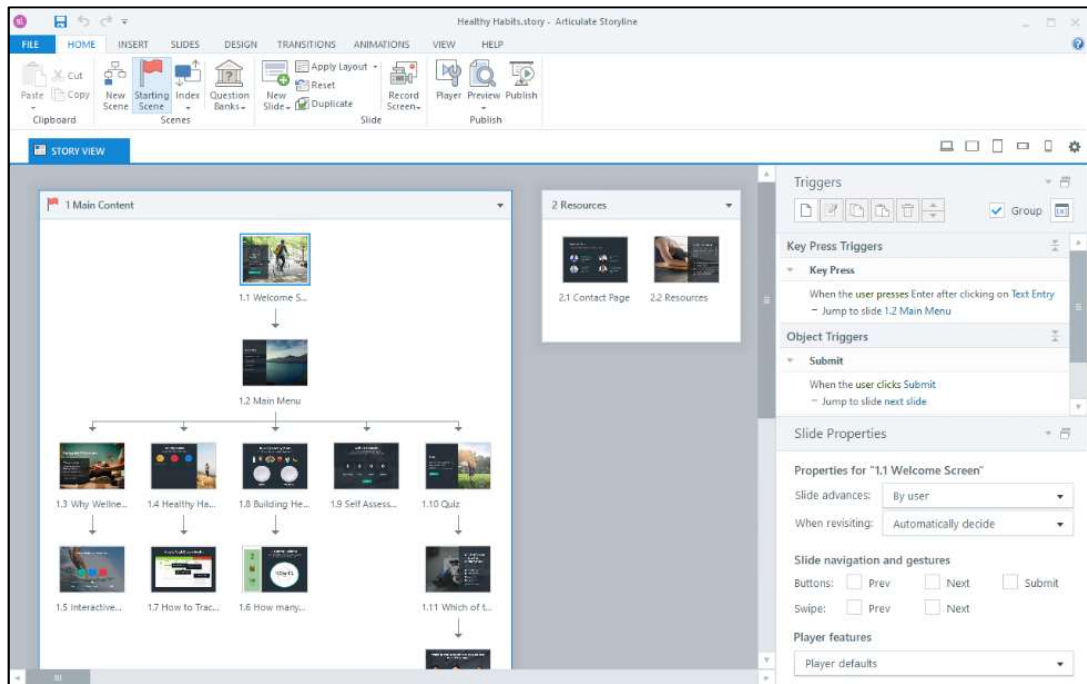 Healthy Habits.story - Articulate Storyline
FILE HOME INSERT SLIDES DESIGN TRANSITIONS ANIMATIONS VIEW HELP
Paste Cut Copy
Clipboard
New Scene Starting Scene Index Question Banks
Scenes
New Slide Apply Layout Reset Duplicate Record Screen
Slide
Player Preview Publish
Publish
STORY VIEW
1 Main Content
1.1 Welcome S...
1.2 Main Menu
1.3 Why Wellne... 1.4 Healthy Ha... 1.8 Building He... 1.9 Self Assess... 1.10 Quiz
1.5 Interactive... 1.7 How to Trac... 1.6 How many... 1.11 Which of t...
2 Resources
2.1 Contact Page 2.2 Resources
Triggers
Group
Key Press Triggers
Key Press
When the user presses Enter after clicking on Text Entry
– Jump to slide 1.2 Main Menu
Object Triggers
Submit
When the user clicks Submit
– Jump to slide next slide
Slide Properties
Properties for "1.1 Welcome Screen"
Slide advances: By user
When revisiting: Automatically decide
Slide navigation and gestures
Buttons: Prev Next Submit
Swipe: Prev Next
Player features
Player defaults